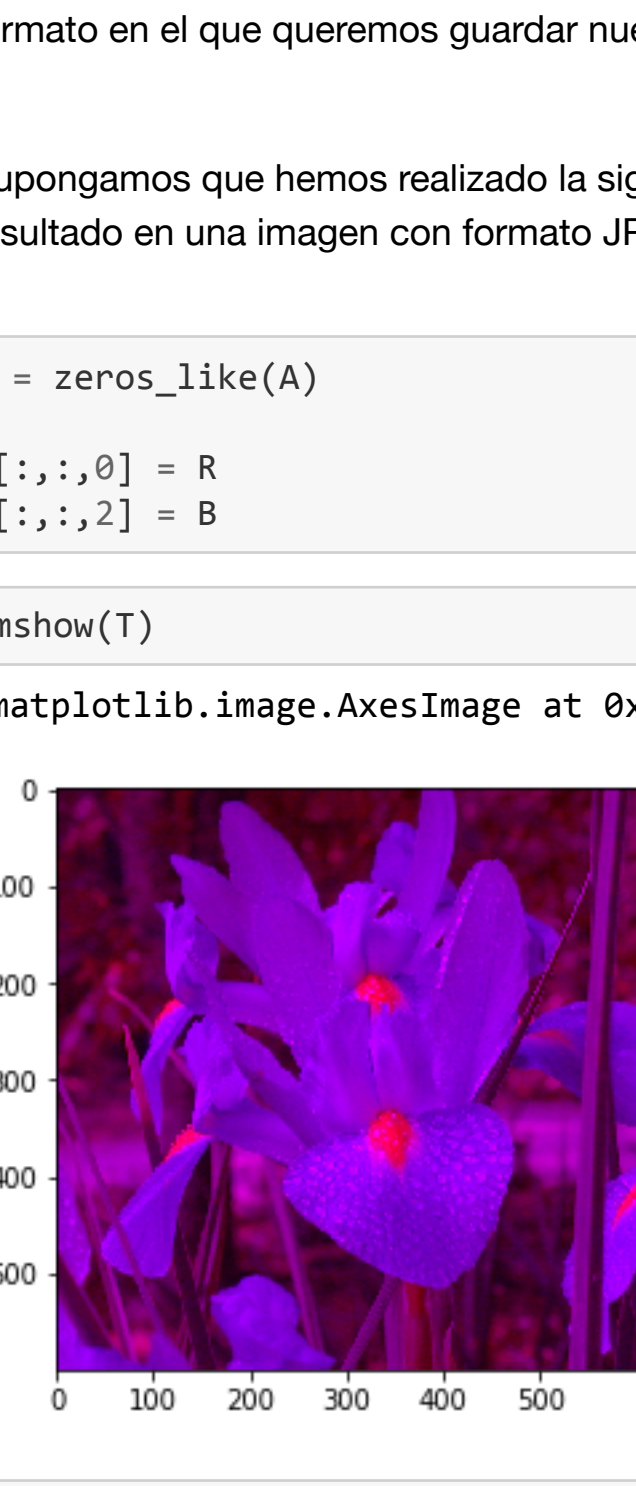 rmato en el que queremos guardar nue
upongamos que hemos realizado la sig
sultado en una imagen con formato JP
= zeros_like(A)
[:,:,0] = R
[:,:,2] = B
mshow(T)
matplotlib.image.AxesImage at 0x
0
00
200
300
400
500
0 100 200 300 400 500